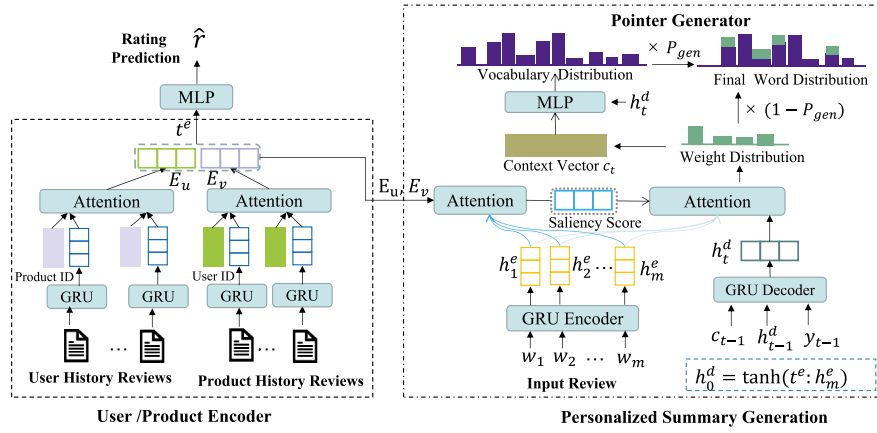 Pointer Generator
Rating
Prediction
r̂
MLP
t^e
E_u
E_v
Attention
Attention
Product ID
User ID
GRU
GRU
GRU
GRU
...
...
User History Reviews
Product History Reviews
User /Product Encoder
E_u, E_v
Vocabulary Distribution
× P_gen
Final Word Distribution
MLP
h_t^d
× (1 − P_gen)
Context Vector c_t
Weight Distribution
Attention
Saliency Score
Attention
h_1^e
h_2^e
...
h_m^e
h_t^d
GRU Encoder
GRU Decoder
w_1 w_2 ... w_m
c_{t−1} h_{t−1}^d y_{t−1}
Input Review
h_0^d = tanh(t^e: h_m^e)
Personalized Summary Generation